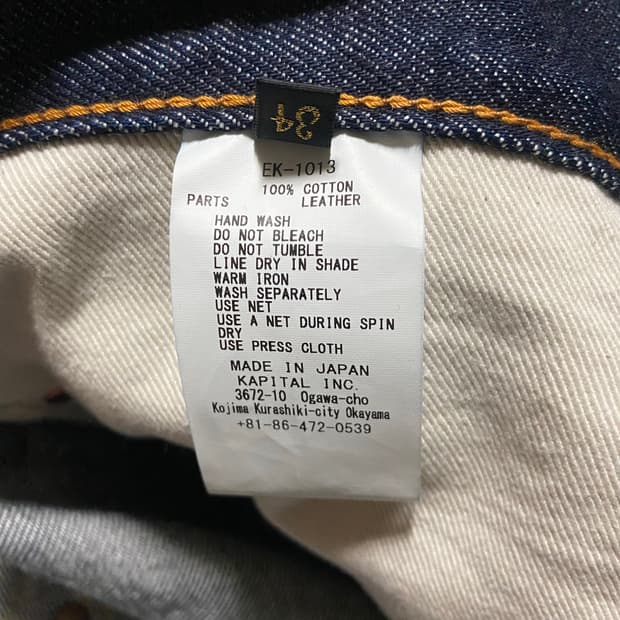 34
EK-1013
100% COTTON
PARTS LEATHER
HAND WASH
DO NOT BLEACH
DO NOT TUMBLE
LINE DRY IN SHADE
WARM IRON
WASH SEPARATELY
USE NET
USE A NET DURING SPIN
DRY
USE PRESS CLOTH
MADE IN JAPAN
KAPITAL INC.
3672-10 Ogawa-cho
Kojima Kurashiki-city Okayama
+81-86-472-0539